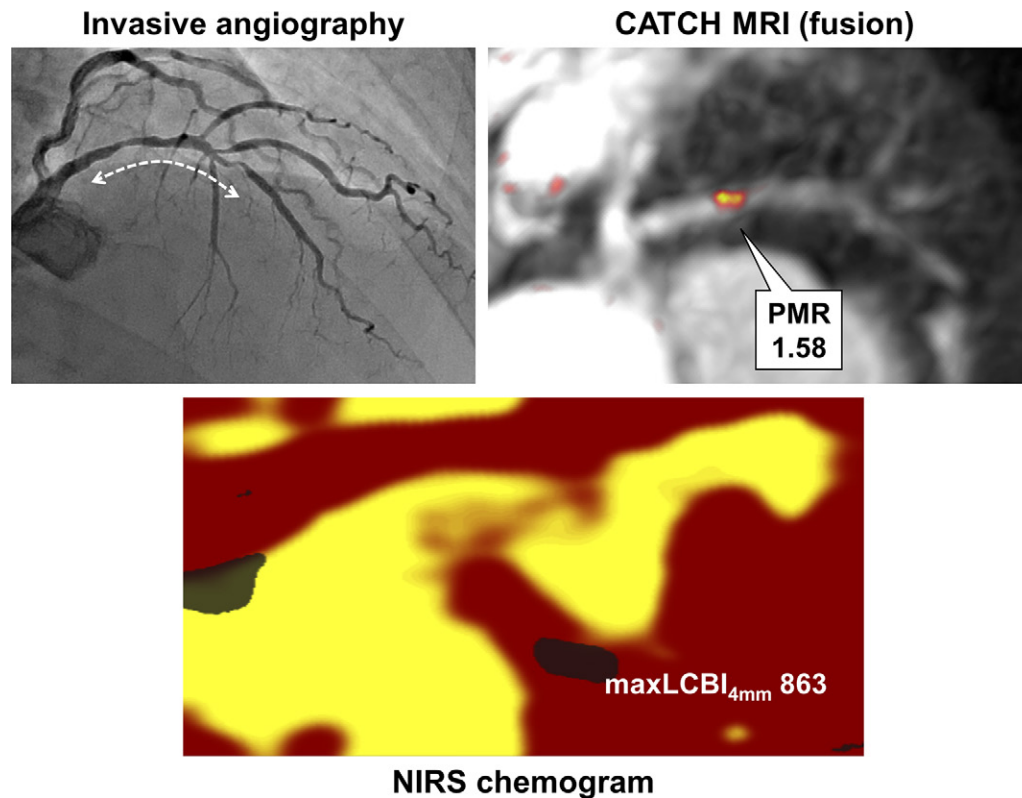 Invasive angiography
CATCH MRI (fusion)
PMR
1.58
maxLCBI4mm 863
NIRS chemogram